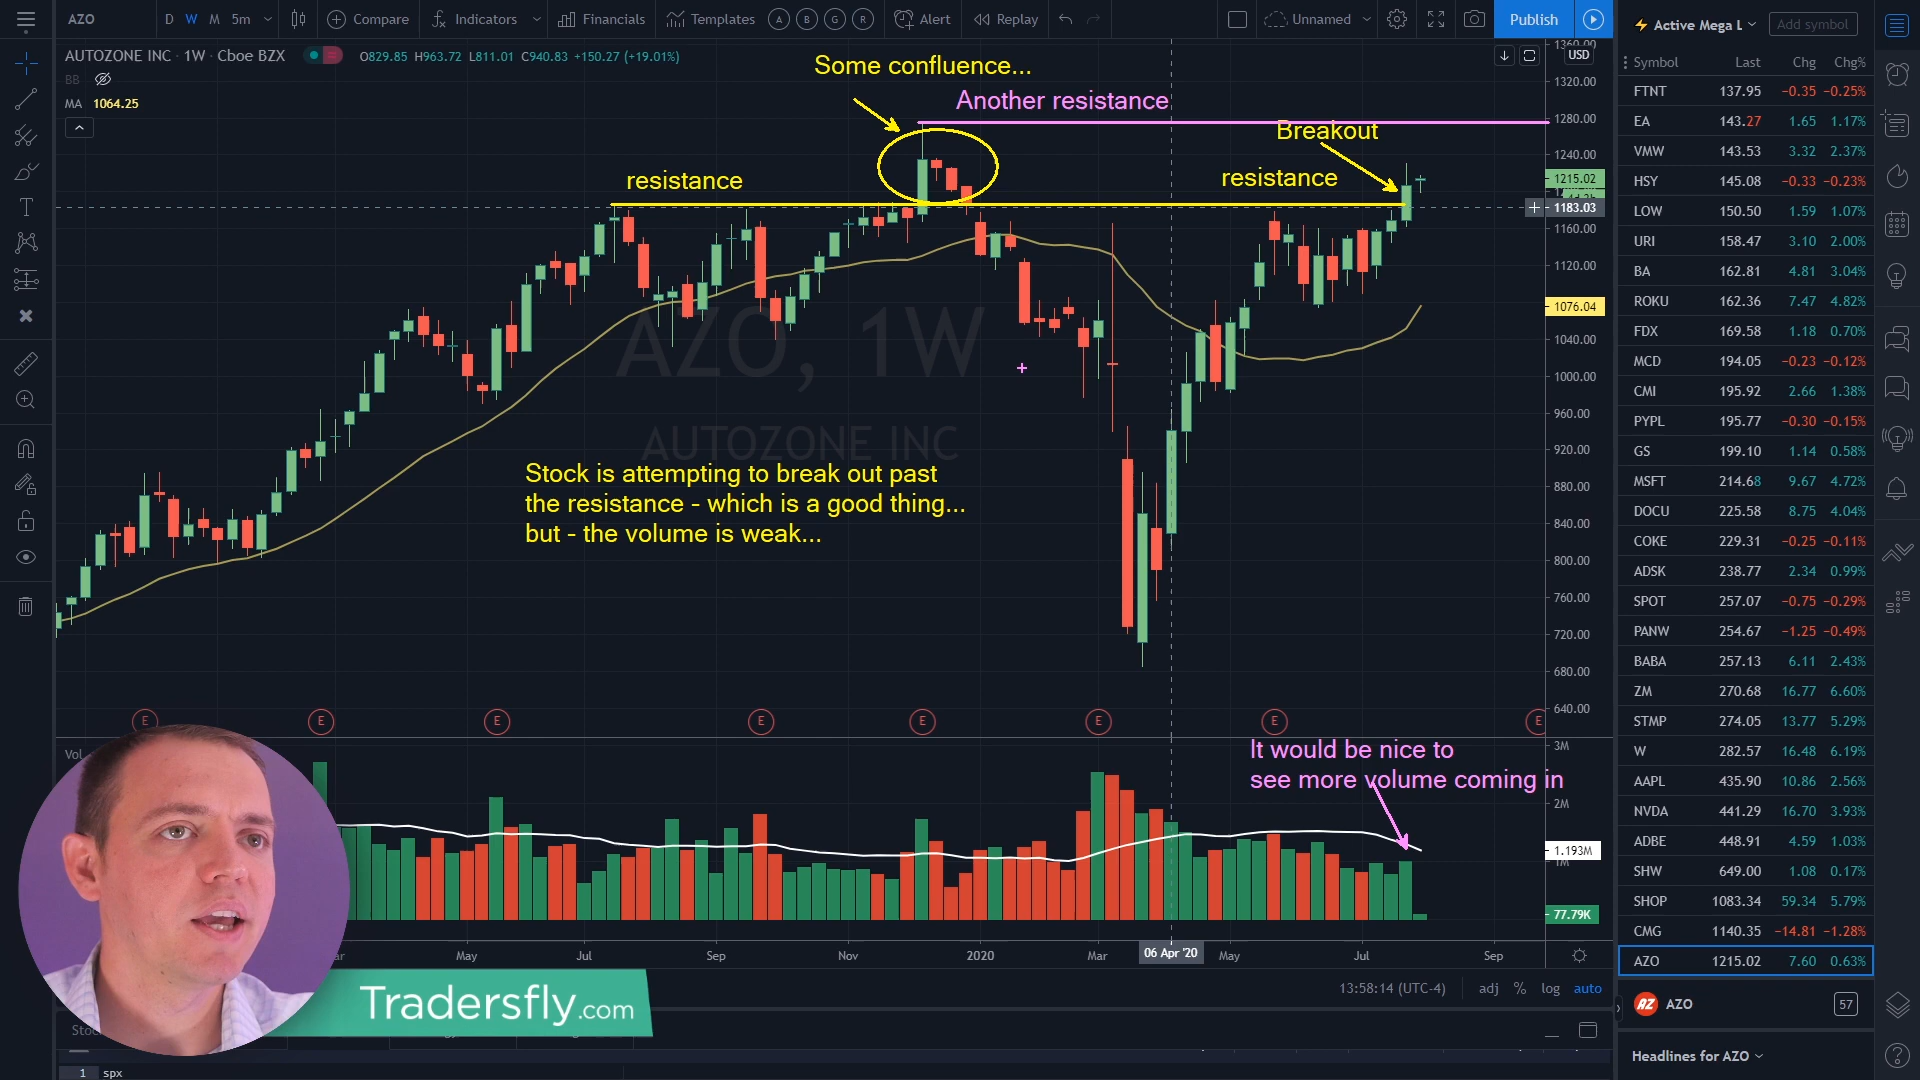 AZO
D W M 5m
Compare
Indicators
Financials
Templates
A B G R
Alert
Replay
Unnamed
Publish
AUTOZONE INC · 1W · Cboe BZX
O829.85 H963.72 L811.01 C940.83 +150.27 (+19.01%)
BB
MA 1064.25
Some confluence...
Another resistance
Breakout
resistance
resistance
AZO, 1W
AUTOZONE INC
Stock is attempting to break out past
the resistance - which is a good thing...
but - the volume is weak...
USD
1360.00
1320.00
1280.00
1240.00
1215.02
1183.03
1160.00
1120.00
1076.04
1040.00
1000.00
960.00
920.00
880.00
840.00
800.00
760.00
720.00
680.00
640.00
E E E E E E E E
Vol
It would be nice to
see more volume coming in
3M
2M
1.193M
1M
77.79K
May Jul Sep Nov 2020 Mar 06 Apr '20 May Jul Sep
13:58:14 (UTC-4) adj % log auto
Tradersfly.com
1 spx
Active Mega L
Add symbol
Symbol Last Chg Chg%
FTNT 137.95 −0.35 −0.25%
EA 143.27 1.65 1.17%
VMW 143.53 3.32 2.37%
HSY 145.08 −0.33 −0.23%
LOW 150.50 1.59 1.07%
URI 158.47 3.10 2.00%
BA 162.81 4.81 3.04%
ROKU 162.36 7.47 4.82%
FDX 169.58 1.18 0.70%
MCD 194.05 −0.23 −0.12%
CMI 195.92 2.66 1.38%
PYPL 195.77 −0.30 −0.15%
GS 199.10 1.14 0.58%
MSFT 214.68 9.67 4.72%
DOCU 225.58 8.75 4.04%
COKE 229.31 −0.25 −0.11%
ADSK 238.77 2.34 0.99%
SPOT 257.07 −0.75 −0.29%
PANW 254.67 −1.25 −0.49%
BABA 257.13 6.11 2.43%
ZM 270.68 16.77 6.60%
STMP 274.05 13.77 5.29%
W 282.57 16.48 6.19%
AAPL 435.90 10.86 2.56%
NVDA 441.29 16.70 3.93%
ADBE 448.91 4.59 1.03%
SHW 649.00 1.08 0.17%
SHOP 1083.34 59.34 5.79%
CMG 1140.35 −14.81 −1.28%
AZO 1215.02 7.60 0.63%
AZ AZO 57
Headlines for AZO